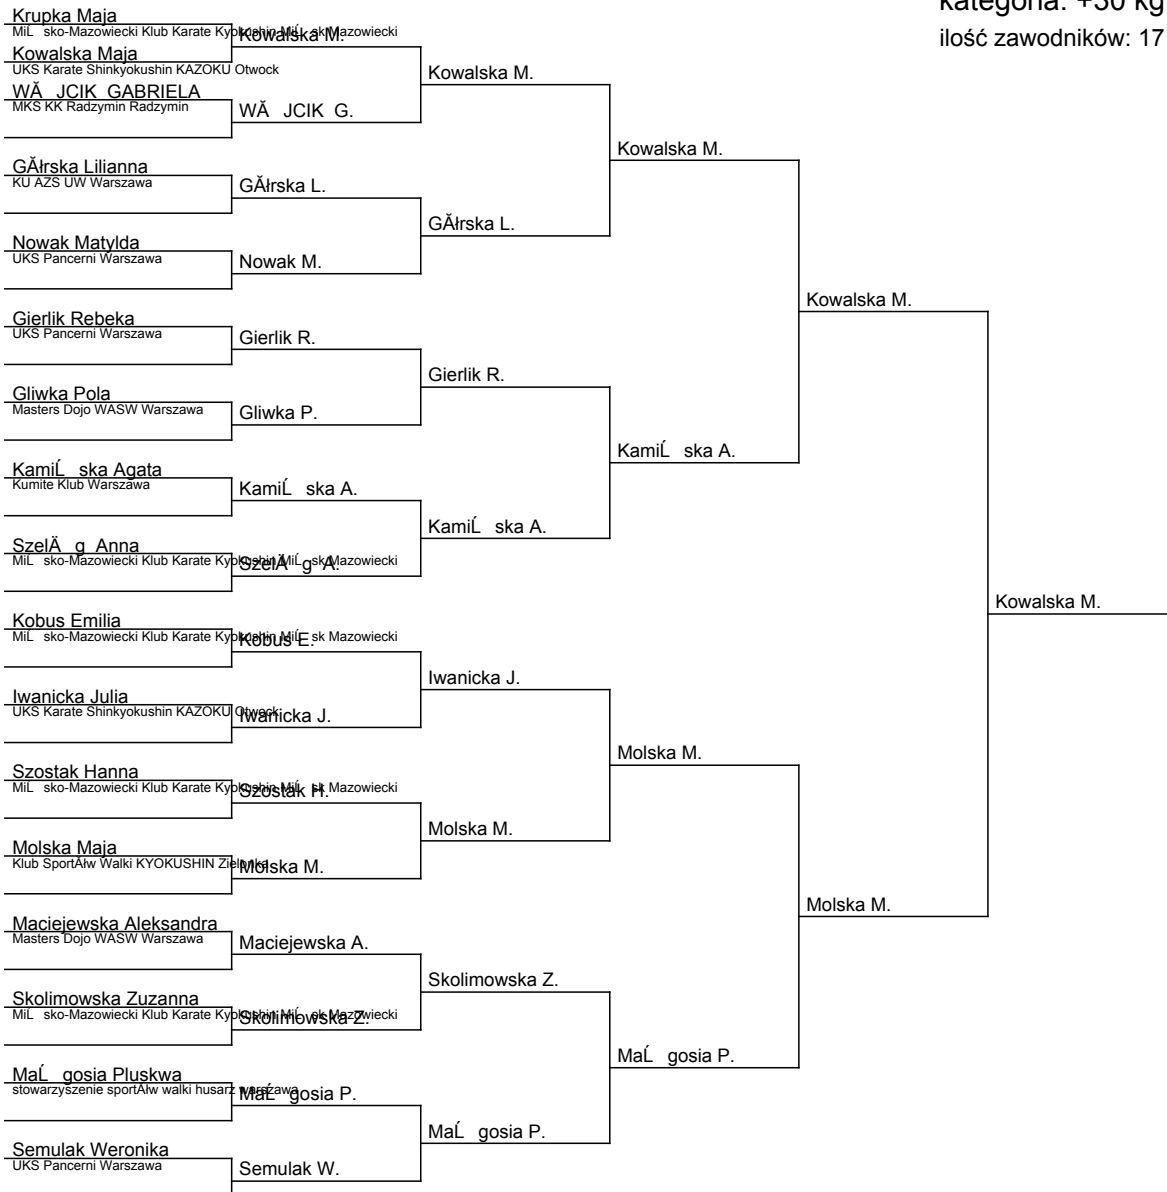 kategoria: +30 kg
ilość zawodników: 17
Krupka Maja
MiĹ sko-Mazowiecki Klub Karate Kyokushin MiĹ sk Mazowiecki
Kowalska Maja
UKS Karate Shinkyokushin KAZOKU Otwock
WĂ JCIK GABRIELA
MKS KK Radzymin Radzymin
GĂłrska Lilianna
KU AZS UW Warszawa
Nowak Matylda
UKS Pancerni Warszawa
Gierlik Rebeka
UKS Pancerni Warszawa
Gliwka Pola
Masters Dojo WASW Warszawa
KamiĹ ska Agata
Kumite Klub Warszawa
SzelÄ g Anna
MiĹ sko-Mazowiecki Klub Karate Kyokushin MiĹ sk Mazowiecki
Kobus Emilia
MiĹ sko-Mazowiecki Klub Karate Kyokushin MiĹ sk Mazowiecki
Iwanicka Julia
UKS Karate Shinkyokushin KAZOKU Otwock
Szostak Hanna
MiĹ sko-Mazowiecki Klub Karate Kyokushin MiĹ sk Mazowiecki
Molska Maja
Klub SportĂłw Walki KYOKUSHIN Zielonka
Maciejewska Aleksandra
Masters Dojo WASW Warszawa
Skolimowska Zuzanna
MiĹ sko-Mazowiecki Klub Karate Kyokushin MiĹ sk Mazowiecki
MaĹ gosia Pluskwa
stowarzyszenie sportĂłw walki husarz warszawa
Semulak Weronika
UKS Pancerni Warszawa
Kowalska M.
WĂ JCIK G.
GĂłrska L.
Nowak M.
Gierlik R.
Gliwka P.
KamiĹ ska A.
SzelÄ g A.
Kobus E.
Iwanicka J.
Szostak H.
Molska M.
Maciejewska A.
Skolimowska Z.
MaĹ gosia P.
Semulak W.
Kowalska M.
GĂłrska L.
Gierlik R.
KamiĹ ska A.
Iwanicka J.
Molska M.
Skolimowska Z.
MaĹ gosia P.
Kowalska M.
KamiĹ ska A.
Molska M.
MaĹ gosia P.
Kowalska M.
Molska M.
Kowalska M.